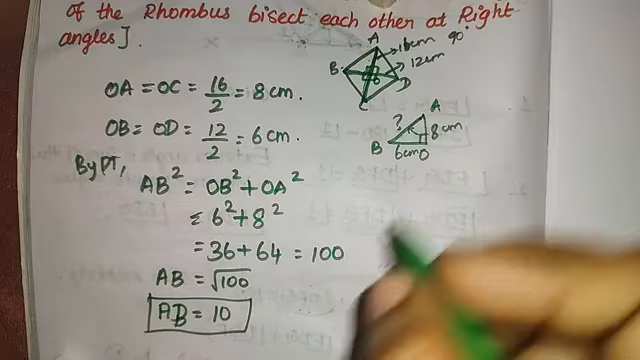 of the Rhombus bisect each other at Right
angles].
A 16cm 90°
B 12cm
D
C
OA = OC = 16/2 = 8 cm.
OB = OD = 12/2 = 6 cm.
A
? 8cm
B 6cm O
By PT,
AB² = OB² + OA²
= 6² + 8²
= 36 + 64 = 100
AB = √100
AB = 10